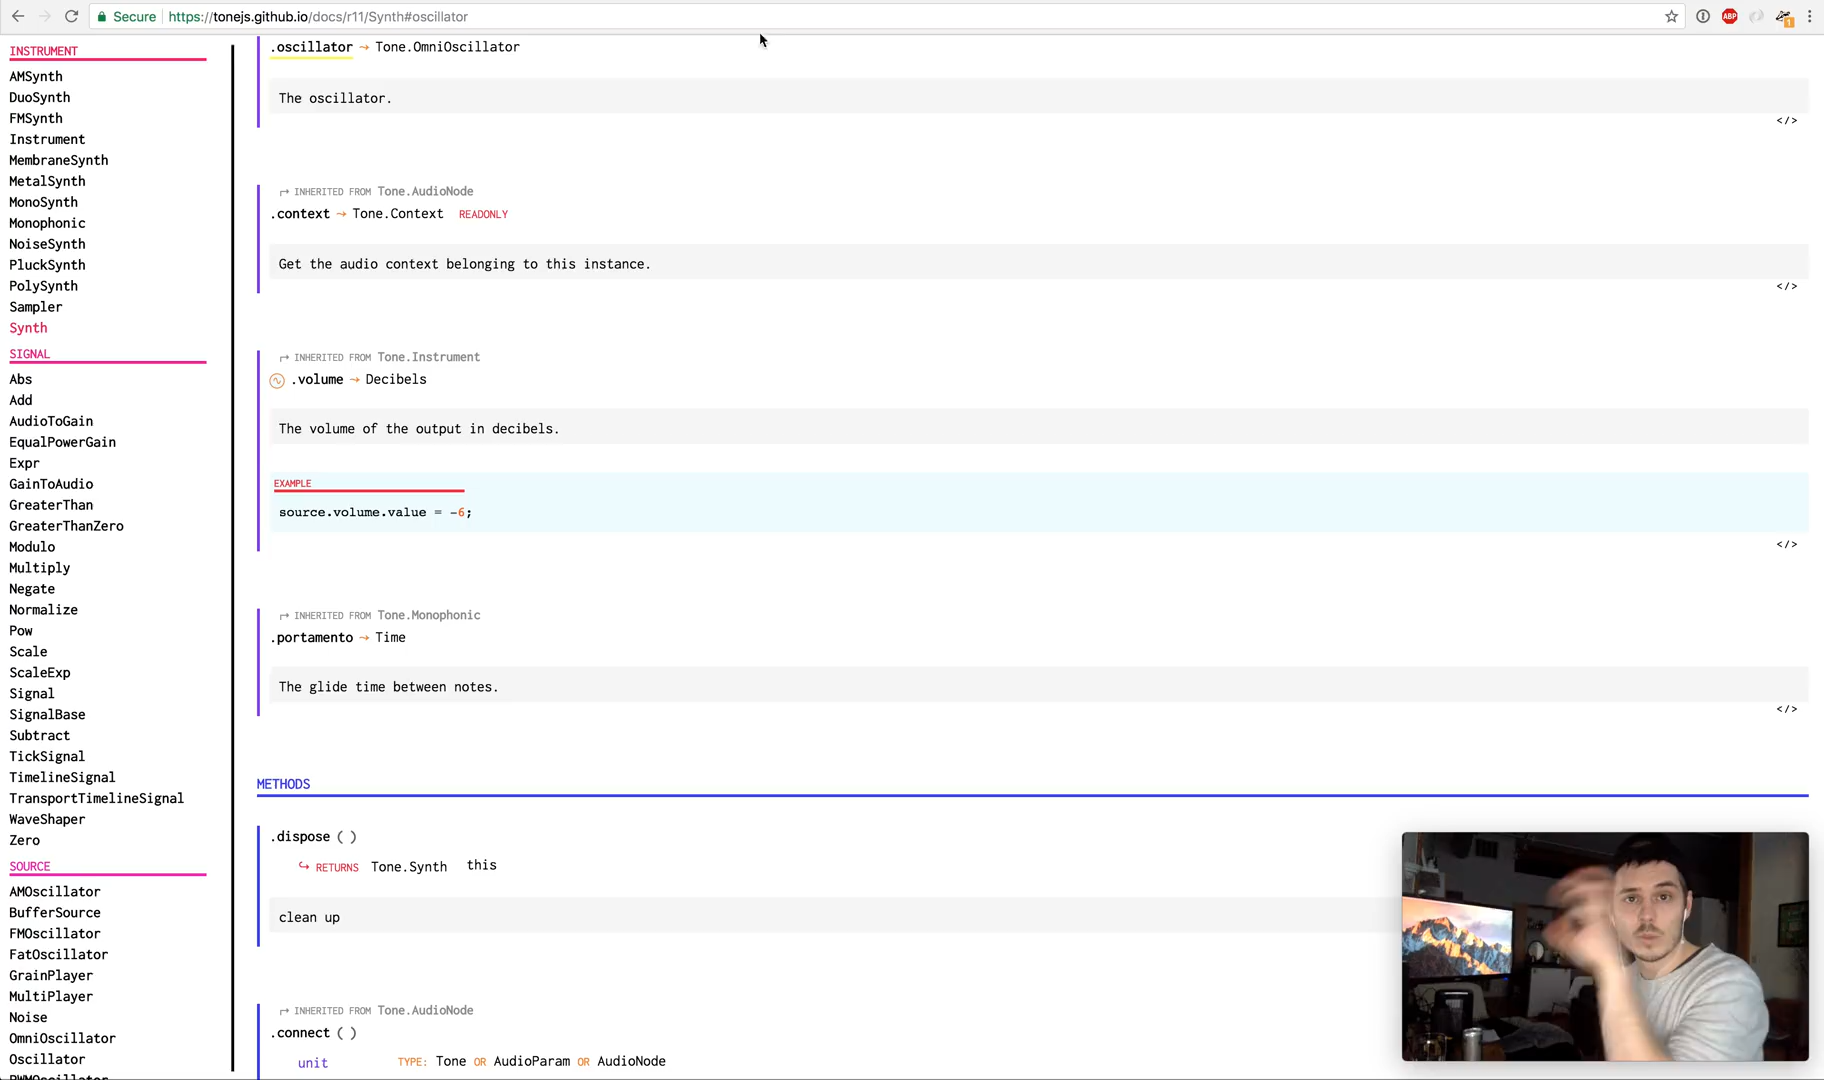 Secure https://tonejs.github.io/docs/r11/Synth#oscillator
ABP
1
INSTRUMENT
AMSynth
DuoSynth
FMSynth
Instrument
MembraneSynth
MetalSynth
MonoSynth
Monophonic
NoiseSynth
PluckSynth
PolySynth
Sampler
Synth
SIGNAL
Abs
Add
AudioToGain
EqualPowerGain
Expr
GainToAudio
GreaterThan
GreaterThanZero
Modulo
Multiply
Negate
Normalize
Pow
Scale
ScaleExp
Signal
SignalBase
Subtract
TickSignal
TimelineSignal
TransportTimelineSignal
WaveShaper
Zero
SOURCE
AMOscillator
BufferSource
FMOscillator
FatOscillator
GrainPlayer
MultiPlayer
Noise
OmniOscillator
Oscillator
PWMOscillator
.oscillator → Tone.OmniOscillator
The oscillator.
</>
INHERITED FROM Tone.AudioNode
.context → Tone.Context READONLY
Get the audio context belonging to this instance.
</>
INHERITED FROM Tone.Instrument
.volume → Decibels
The volume of the output in decibels.
EXAMPLE
source.volume.value = -6;
</>
INHERITED FROM Tone.Monophonic
.portamento → Time
The glide time between notes.
</>
METHODS
.dispose ( )
↪ RETURNS Tone.Synth this
clean up
INHERITED FROM Tone.AudioNode
.connect ( )
unit TYPE: Tone OR AudioParam OR AudioNode